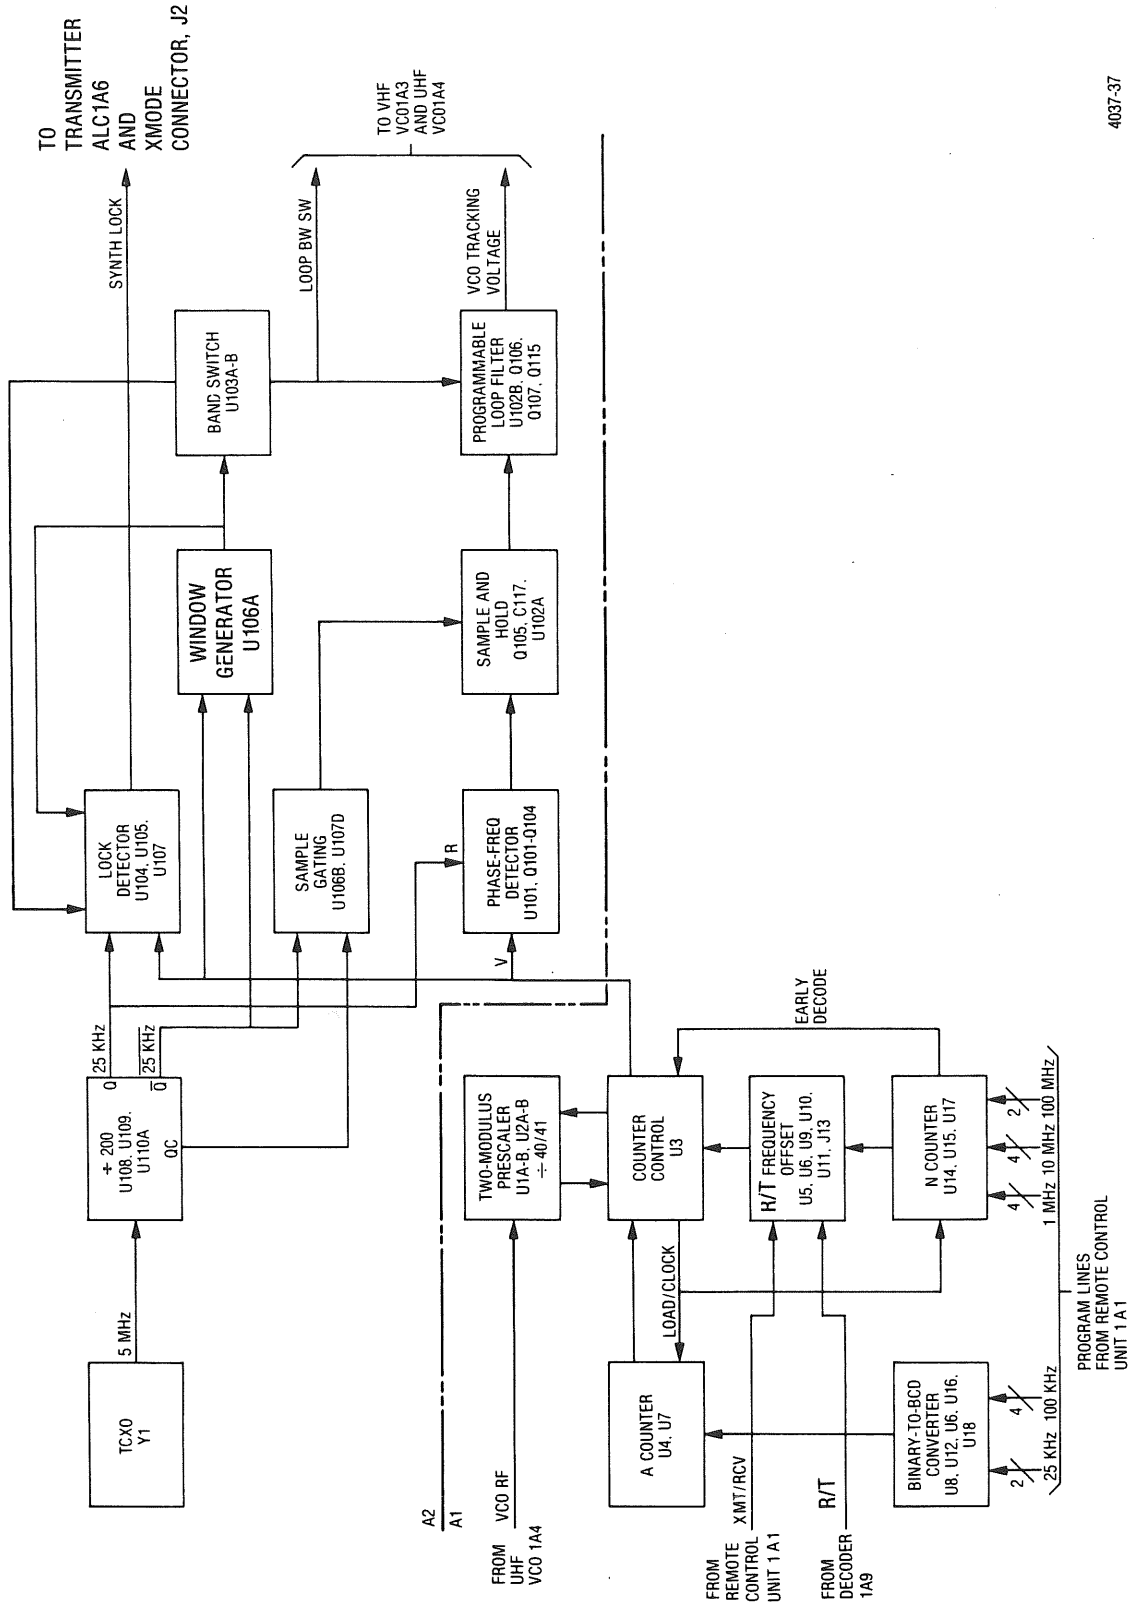 TO
TRANSMITTER
ALC1A6
AND
XMODE
CONNECTOR, J2
SYNTH LOCK
TO VHF
VCO1A3
AND UHF
VCO1A4
LOOP BW SW
VCO TRACKING
VOLTAGE
BAND SWITCH
U103A-B
PROGRAMMABLE
LOOP FILTER
U102B, Q106.
Q107, Q115
WINDOW
GENERATOR
U106A
SAMPLE AND
HOLD
Q105, C117.
U102A
LOCK
DETECTOR
U104, U105.
U107
SAMPLE
GATING
U106B, U107D
PHASE-FREQ
DETECTOR
U101, Q101-Q104
R
V
25 KHz
25 KHz
Q
Q
QC
÷ 200
U108, U109.
U110A
5 MHz
TCXO
Y1
A2
A1
FROM
UHF
VCO 1A4
VCO RF
TWO-MODULUS
PRESCALER
U1A-B, U2A-B
÷ 40/41
COUNTER
CONTROL
U3
EARLY
DECODE
R/T FREQUENCY
OFFSET
U5, U6, U9, U10.
U11, J13
N COUNTER
U14, U15, U17
LOAD/CLOCK
A COUNTER
U4, U7
BINARY-TO-BCD
CONVERTER
U8, U12, U6, U16.
U18
XMT/RCV
FROM
REMOTE
CONTROL
UNIT 1A1
R/T
FROM
DECODER
1A9
2 4 4 4 2
25 KHz 100 KHz 1 MHz 10 MHz 100 MHz
PROGRAM LINES
FROM REMOTE CONTROL
UNIT 1A1
4037-37